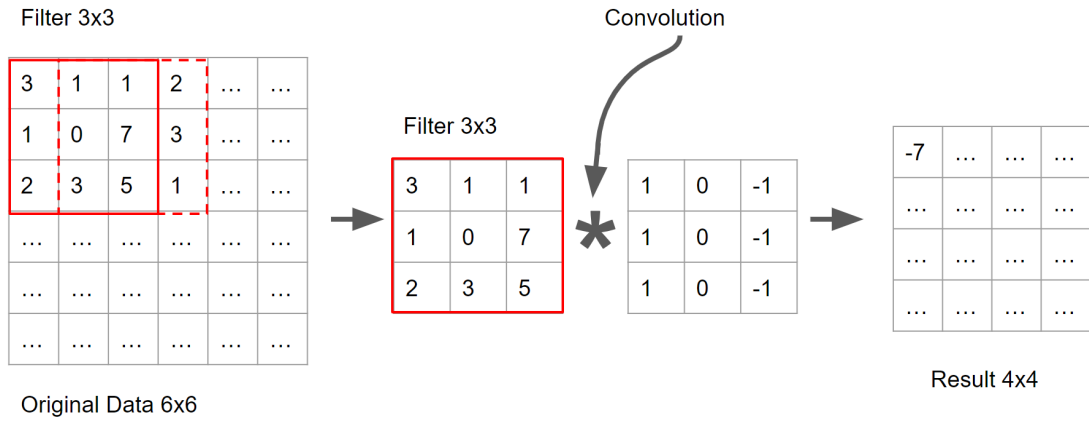 Filter 3x3
Convolution
3 1 1 2 ... ...
1 0 7 3 ... ...
2 3 5 1 ... ...
... ... ... ... ... ...
... ... ... ... ... ...
... ... ... ... ... ...
Original Data 6x6
Filter 3x3
3 1 1
1 0 7
2 3 5
*
1 0 -1
1 0 -1
1 0 -1
-7 ... ... ...
... ... ... ...
... ... ... ...
... ... ... ...
Result 4x4